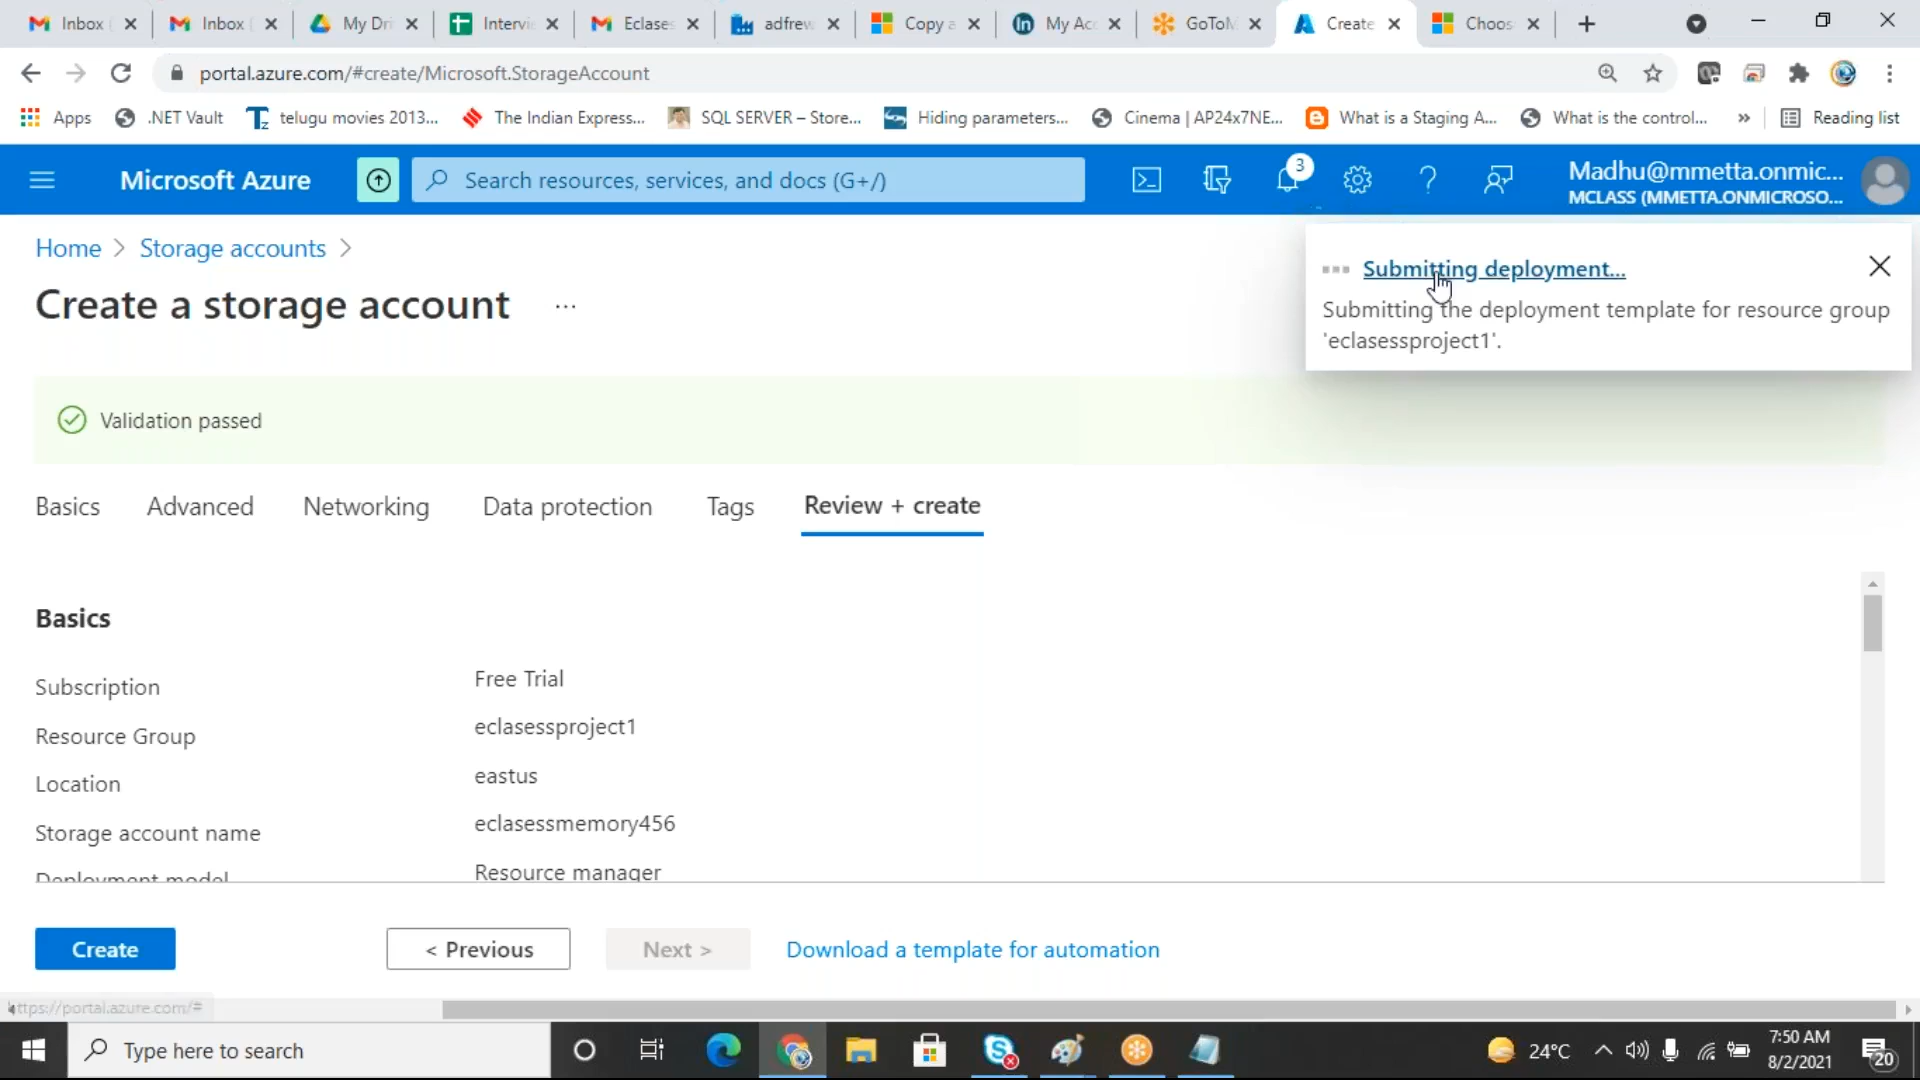 Inbox
Inbox
My Dri
Intervie
Eclases
adfrew
Copy a
My Acc
GoToM
Create
Choos
portal.azure.com/#create/Microsoft.StorageAccount
Apps
.NET Vault
telugu movies 2013...
The Indian Express...
SQL SERVER – Store...
Hiding parameters...
Cinema | AP24x7NE...
What is a Staging A...
What is the control...
»
Reading list
Microsoft Azure
Search resources, services, and docs (G+/)
3
Madhu@mmetta.onmic...
MCLASS (MMETTA.ONMICROSO...
Home > Storage accounts >
Submitting deployment...
Submitting the deployment template for resource group
'eclasessproject1'.
Create a storage account ...
Validation passed
Basics
Advanced
Networking
Data protection
Tags
Review + create
Basics
Subscription
Free Trial
Resource Group
eclasessproject1
Location
eastus
Storage account name
eclasessmemory456
Deployment model
Resource manager
Create
< Previous
Next >
Download a template for automation
https://portal.azure.com/#
Type here to search
24°C
7:50 AM
8/2/2021
20